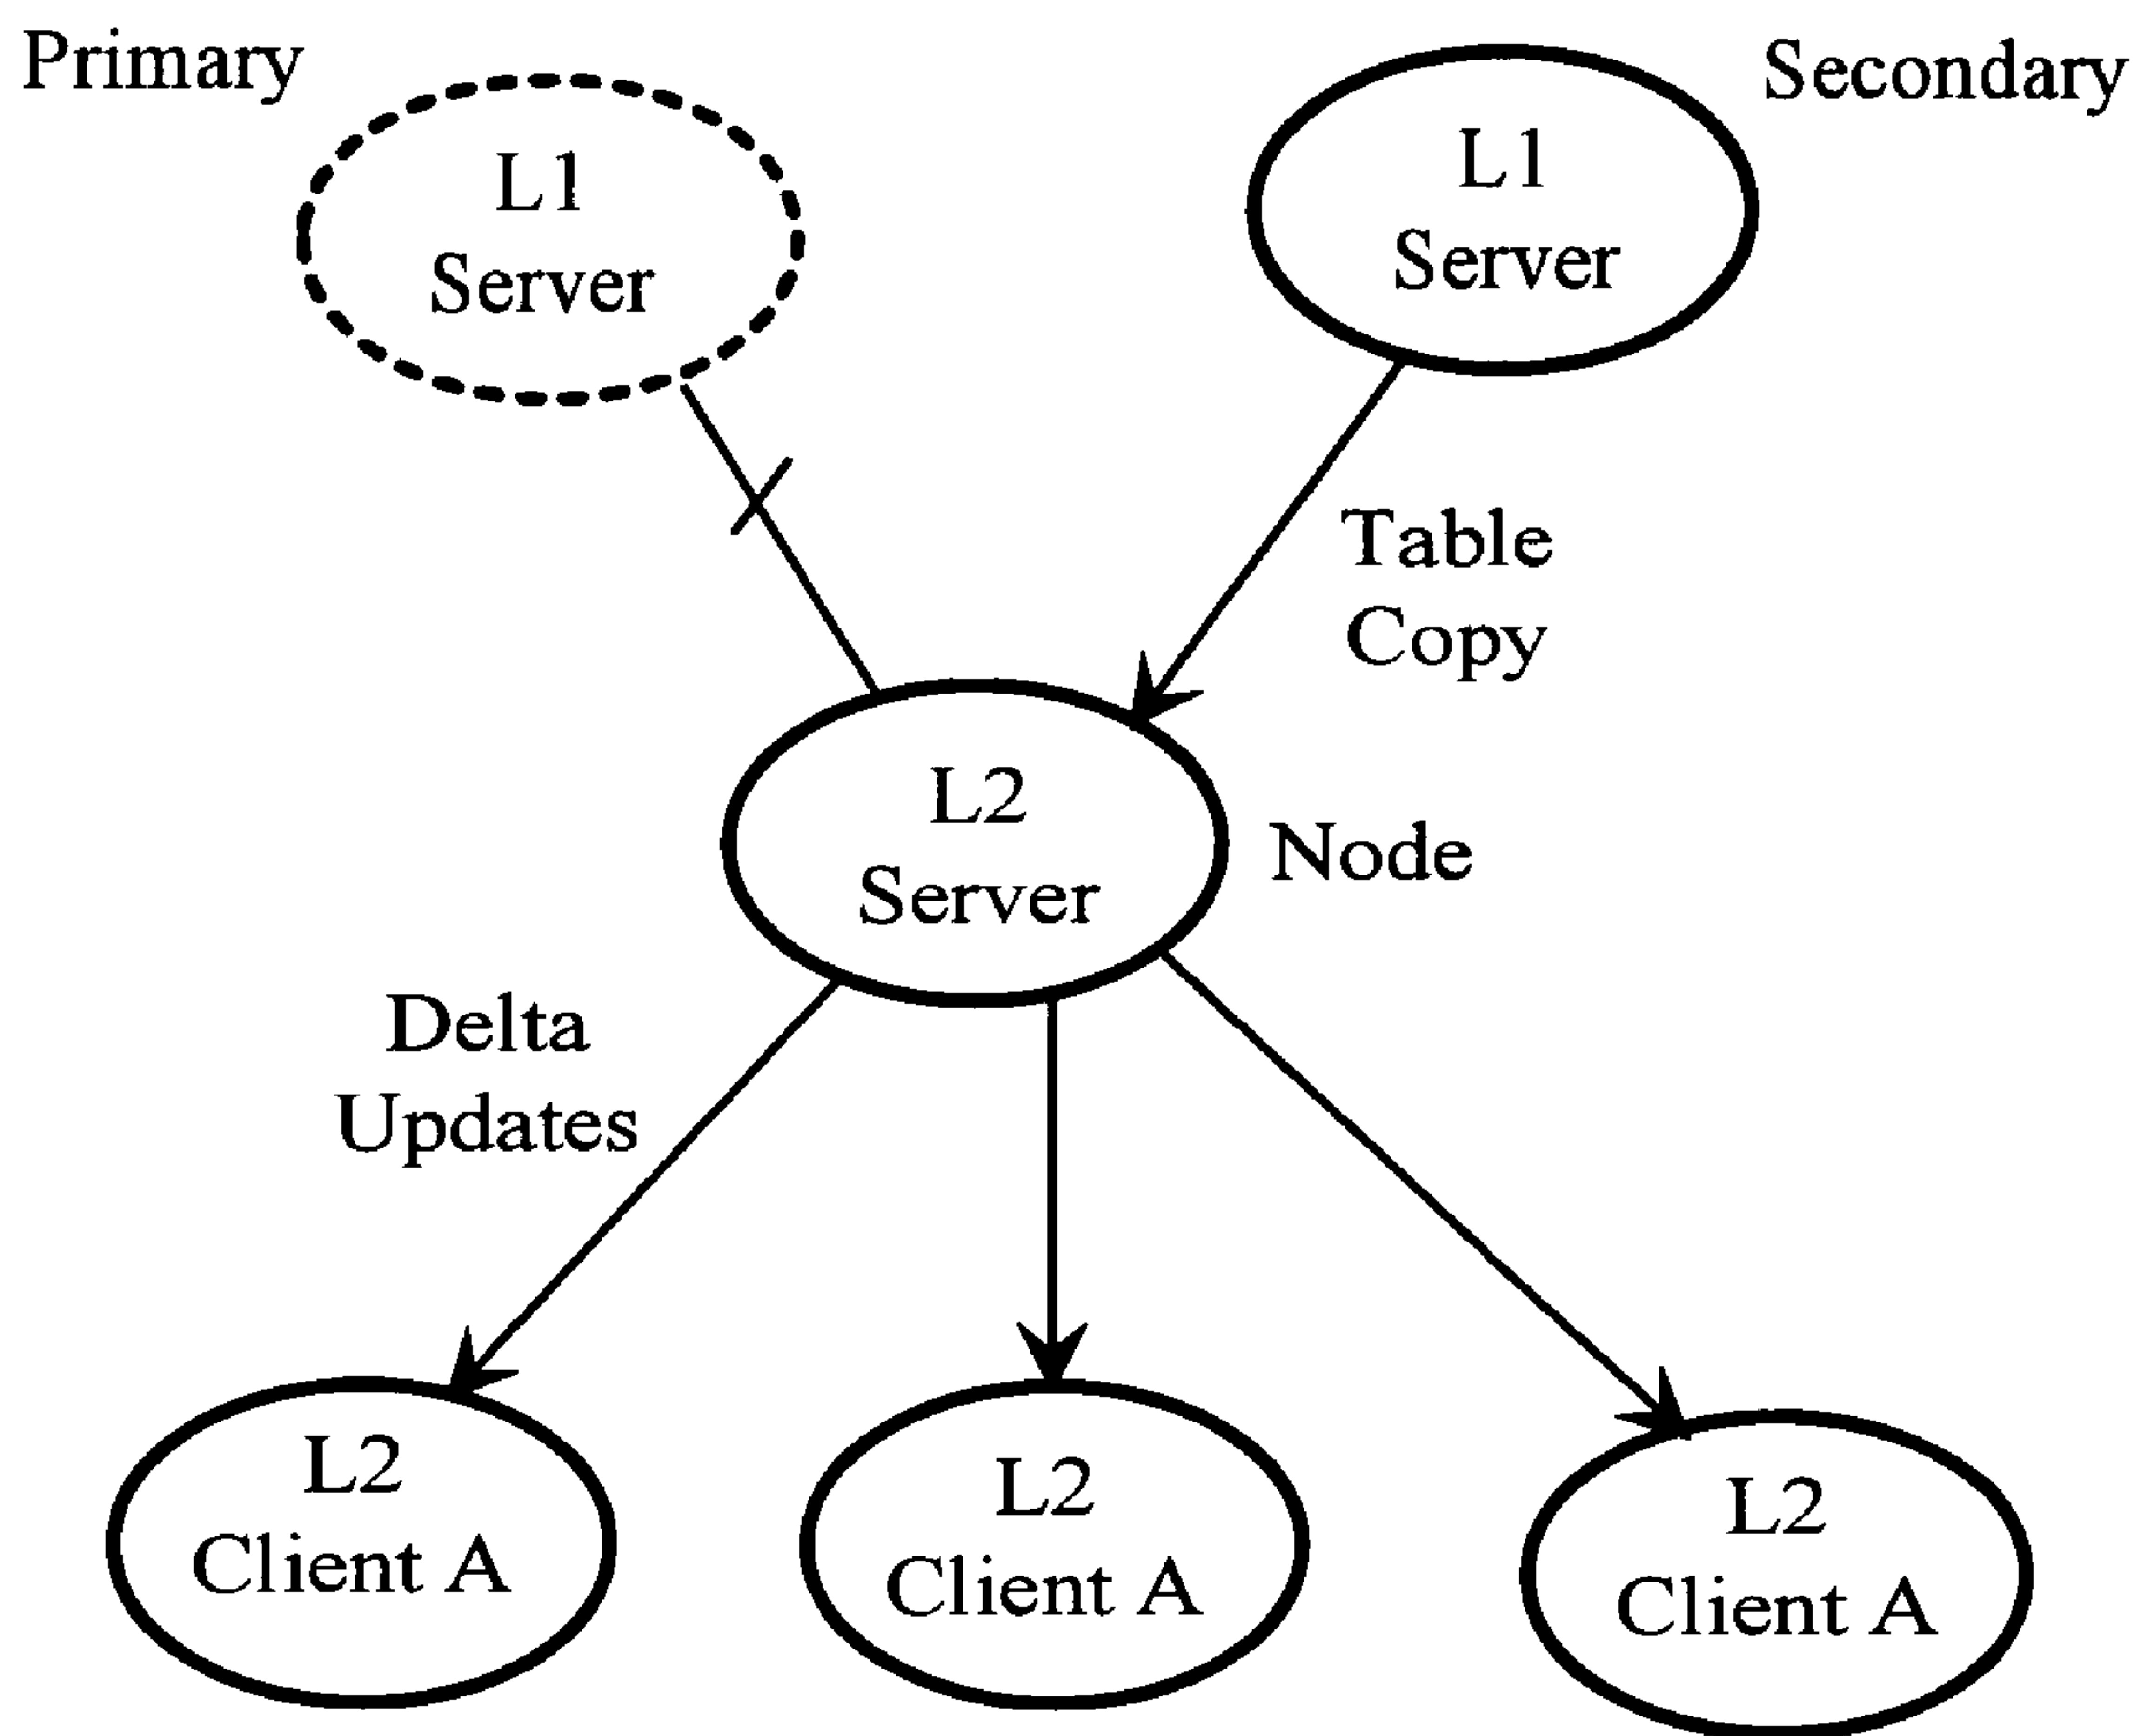 Primary
Secondary
L1
Server
L1
Server
Table
Copy
L2
Server
Node
Delta
Updates
L2
Client A
L2
Client A
L2
Client A